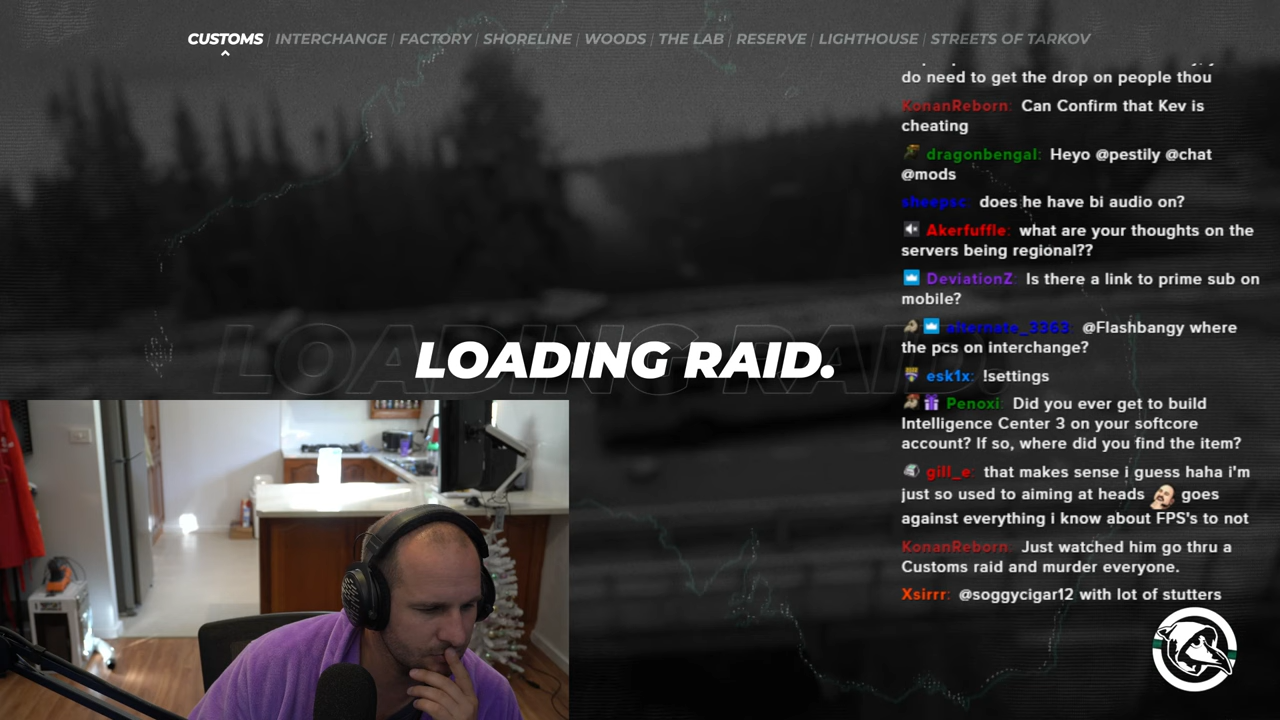 CUSTOMS | INTERCHANGE | FACTORY | SHORELINE | WOODS | THE LAB | RESERVE | LIGHTHOUSE | STREETS OF TARKOV
do need to get the drop on people thou
KonanReborn: Can Confirm that Kev is
cheating
dragonbengal: Heyo @pestily @chat
@mods
sheepsc: does he have bi audio on?
Akerfuffle: what are your thoughts on the
servers being regional??
DeviationZ: Is there a link to prime sub on
mobile?
alternate_3363: @Flashbangy where
the pcs on interchange?
esk1x: !settings
Penoxi: Did you ever get to build
Intelligence Center 3 on your softcore
account? If so, where did you find the item?
gill_e: that makes sense i guess haha i'm
just so used to aiming at heads goes
against everything i know about FPS's to not
KonanReborn: Just watched him go thru a
Customs raid and murder everyone.
Xsirrr: @soggycigar12 with lot of stutters
LOADING RAID.